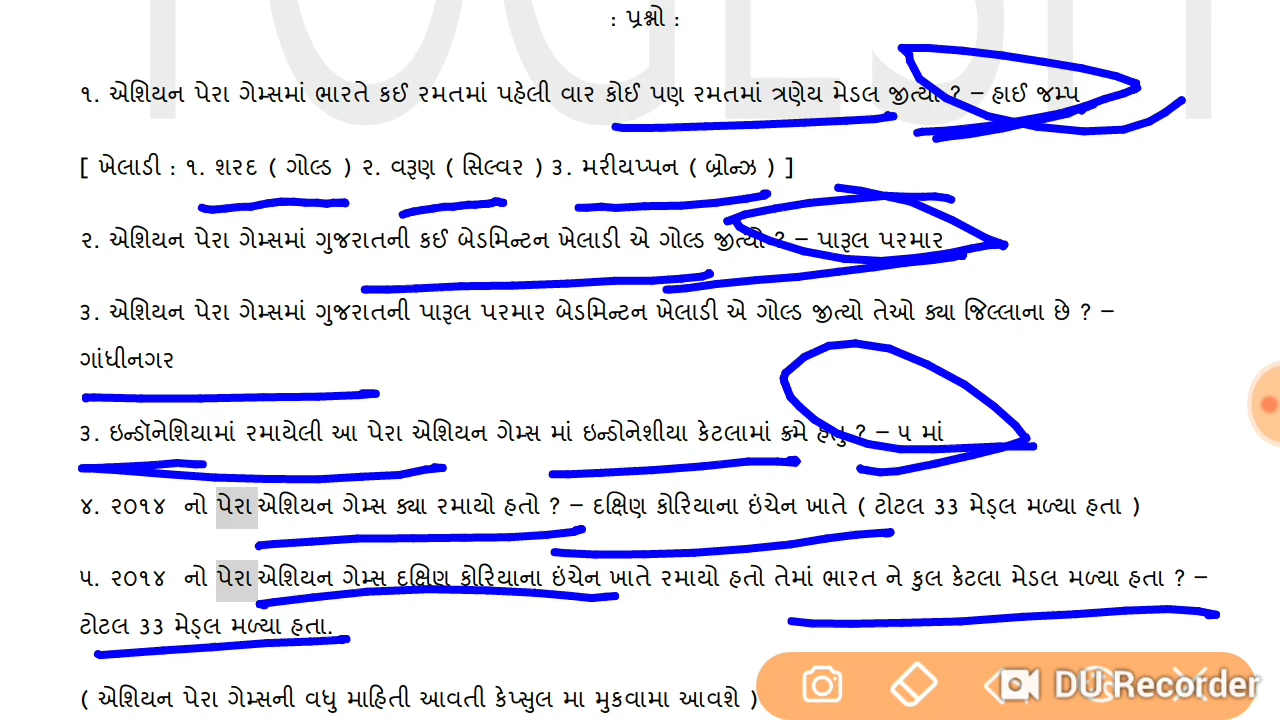 : પ્રશ્નો :
૧. એશિયન પેરા ગેમ્સમાં ભારતે કઈ રમતમાં પહેલી વાર કોઈ પણ રમતમાં ત્રણેય મેડલ જીત્યા ? – હાઈ જમ્પ
[ ખેલાડી : ૧. શરદ ( ગોલ્ડ ) ૨. વરૂણ ( સિલ્વર ) ૩. મરીયપ્પન ( બ્રોન્ઝ ) ]
૨. એશિયન પેરા ગેમ્સમાં ગુજરાતની કઈ બેડમિન્ટન ખેલાડી એ ગોલ્ડ જીત્યો ? – પારૂલ પરમાર
૩. એશિયન પેરા ગેમ્સમાં ગુજરાતની પારૂલ પરમાર બેડમિન્ટન ખેલાડી એ ગોલ્ડ જીત્યો તેઓ ક્યા જિલ્લાના છે ? –
ગાંધીનગર
૩. ઇન્ડૉનેશિયામાં રમાયેલી આ પેરા એશિયન ગેમ્સ માં ઇન્ડોનેશીયા કેટલામાં ક્રમે હતુ ? – ૫ માં
૪. ૨૦૧૪ નો પેરા એશિયન ગેમ્સ ક્યા રમાયો હતો ? – દક્ષિણ કોરિયાના ઇંચેન ખાતે ( ટોટલ 33 મેડ્લ મળ્યા હતા )
૫. ૨૦૧૪ નો પેરા એશિયન ગેમ્સ દક્ષિણ કોરિયાના ઇંચેન ખાતે રમાયો હતો તેમાં ભારત ને કુલ કેટલા મેડલ મળ્યા હતા ? –
ટોટલ 33 મેડ્લ મળ્યા હતા.
( એશિયન પેરા ગેમ્સની વધુ માહિતી આવતી કેપ્સુલ મા મુકવામા આવશે )
DU Recorder